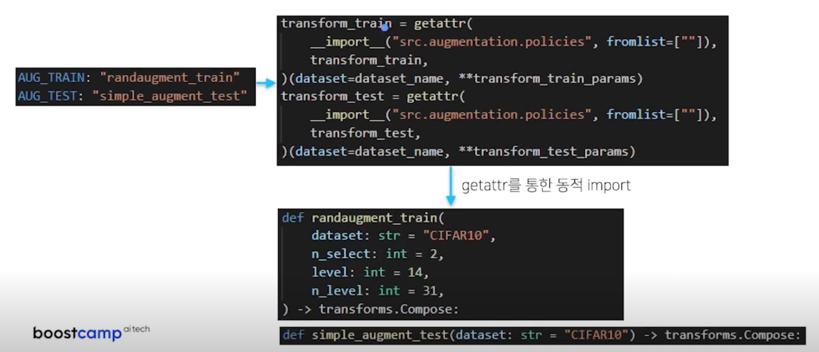 transform_train = getattr(
    __import__("src.augmentation.policies", fromlist=[""]),
    transform_train,
)(dataset=dataset_name, **transform_train_params)
transform_test = getattr(
    __import__("src.augmentation.policies", fromlist=[""]),
    transform_test,
)(dataset=dataset_name, **transform_test_params)
AUG_TRAIN: "randaugment_train"
AUG_TEST: "simple_augment_test"
getattr를 통한 동적 import
def randaugment_train(
    dataset: str = "CIFAR10",
    n_select: int = 2,
    level: int = 14,
    n_level: int = 31,
) -> transforms.Compose:
def simple_augment_test(dataset: str = "CIFAR10") -> transforms.Compose:
boostcamp ai tech